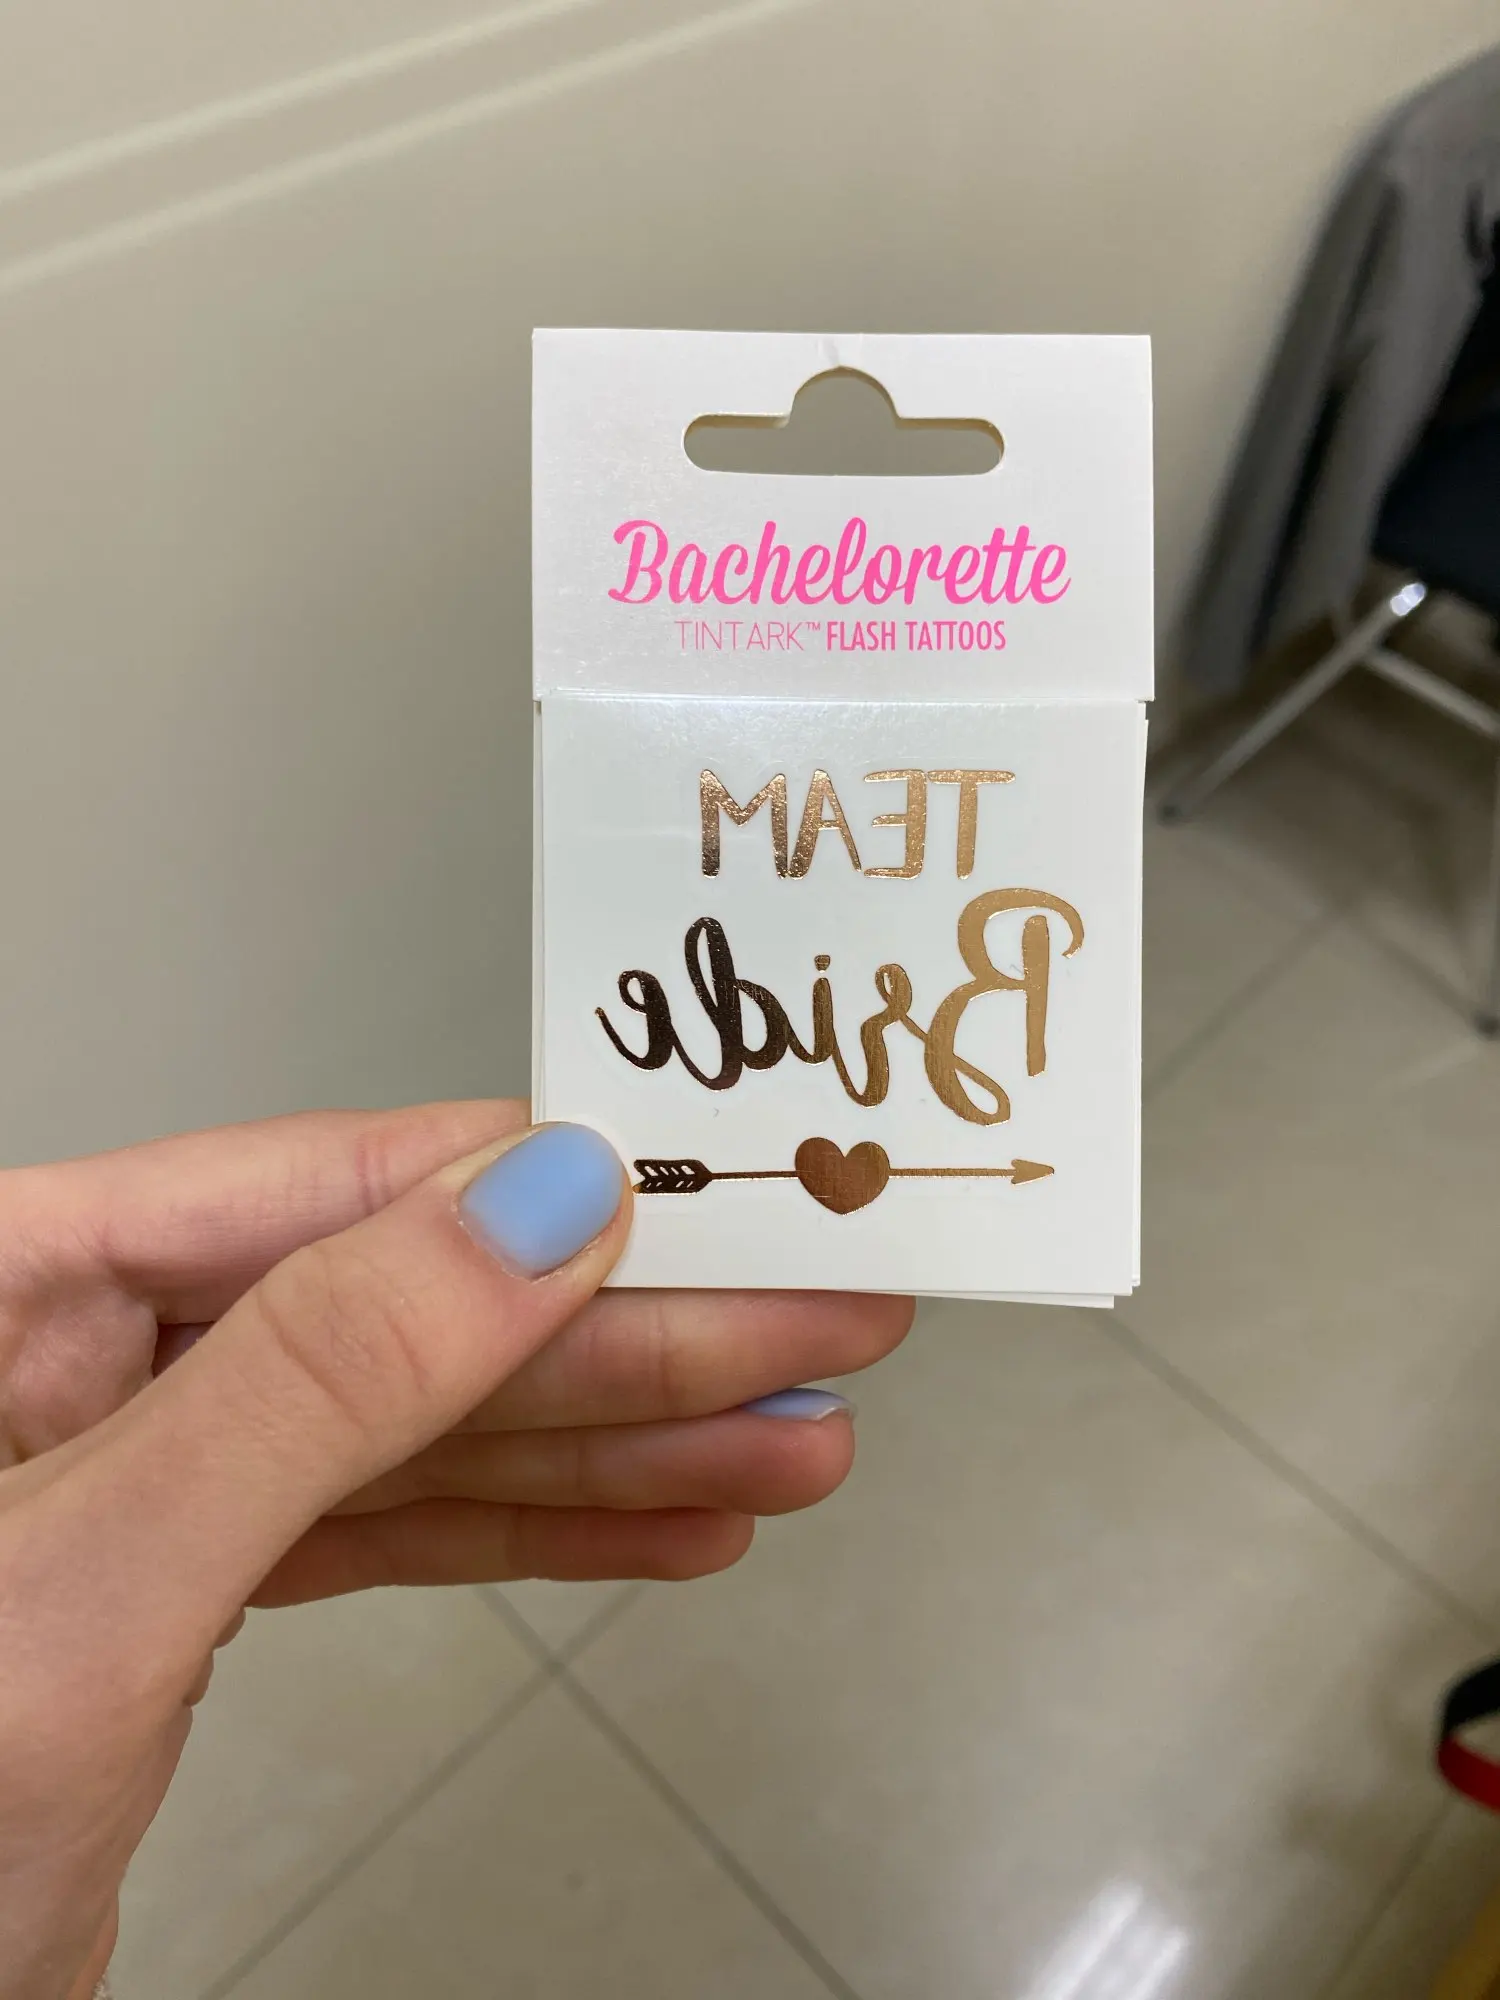 Bachelorette
TINTARK™ FLASH TATTOOS
TEAM
Bride